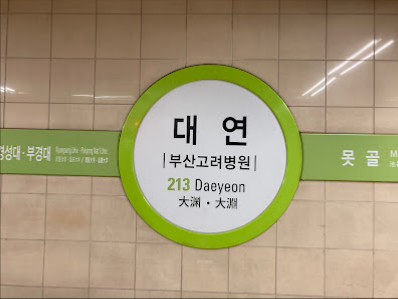 대 연
|부산고려병원|
213 Daeyeon
大渊·大淵
경성대·부경대
못 골